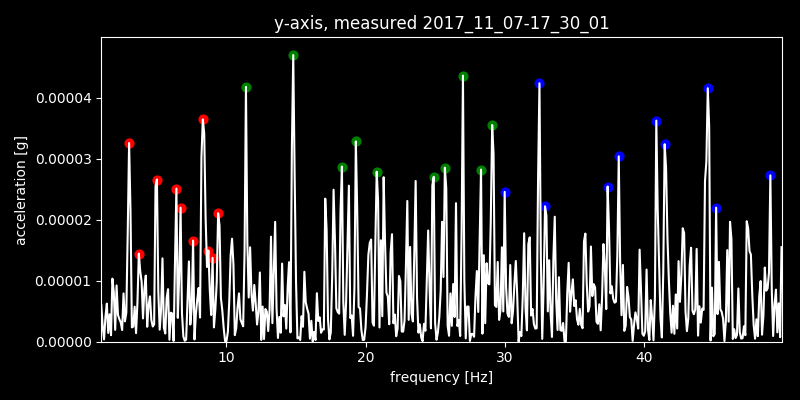 y-axis, measured 2017_11_07-17_30_01
0.00004
0.00003
0.00002
0.00001
0.00000
acceleration [g]
10 20 30 40
frequency [Hz]